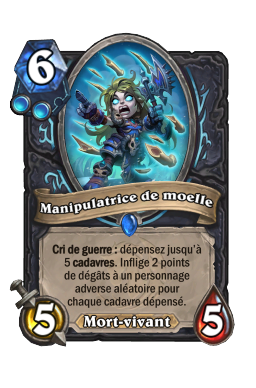 6
Manipulatrice de moelle
Cri de guerre : dépensez jusqu'à
5 cadavres. Inflige 2 points
de dégâts à un personnage
adverse aléatoire pour
chaque cadavre dépensé.
5
Mort-vivant
5